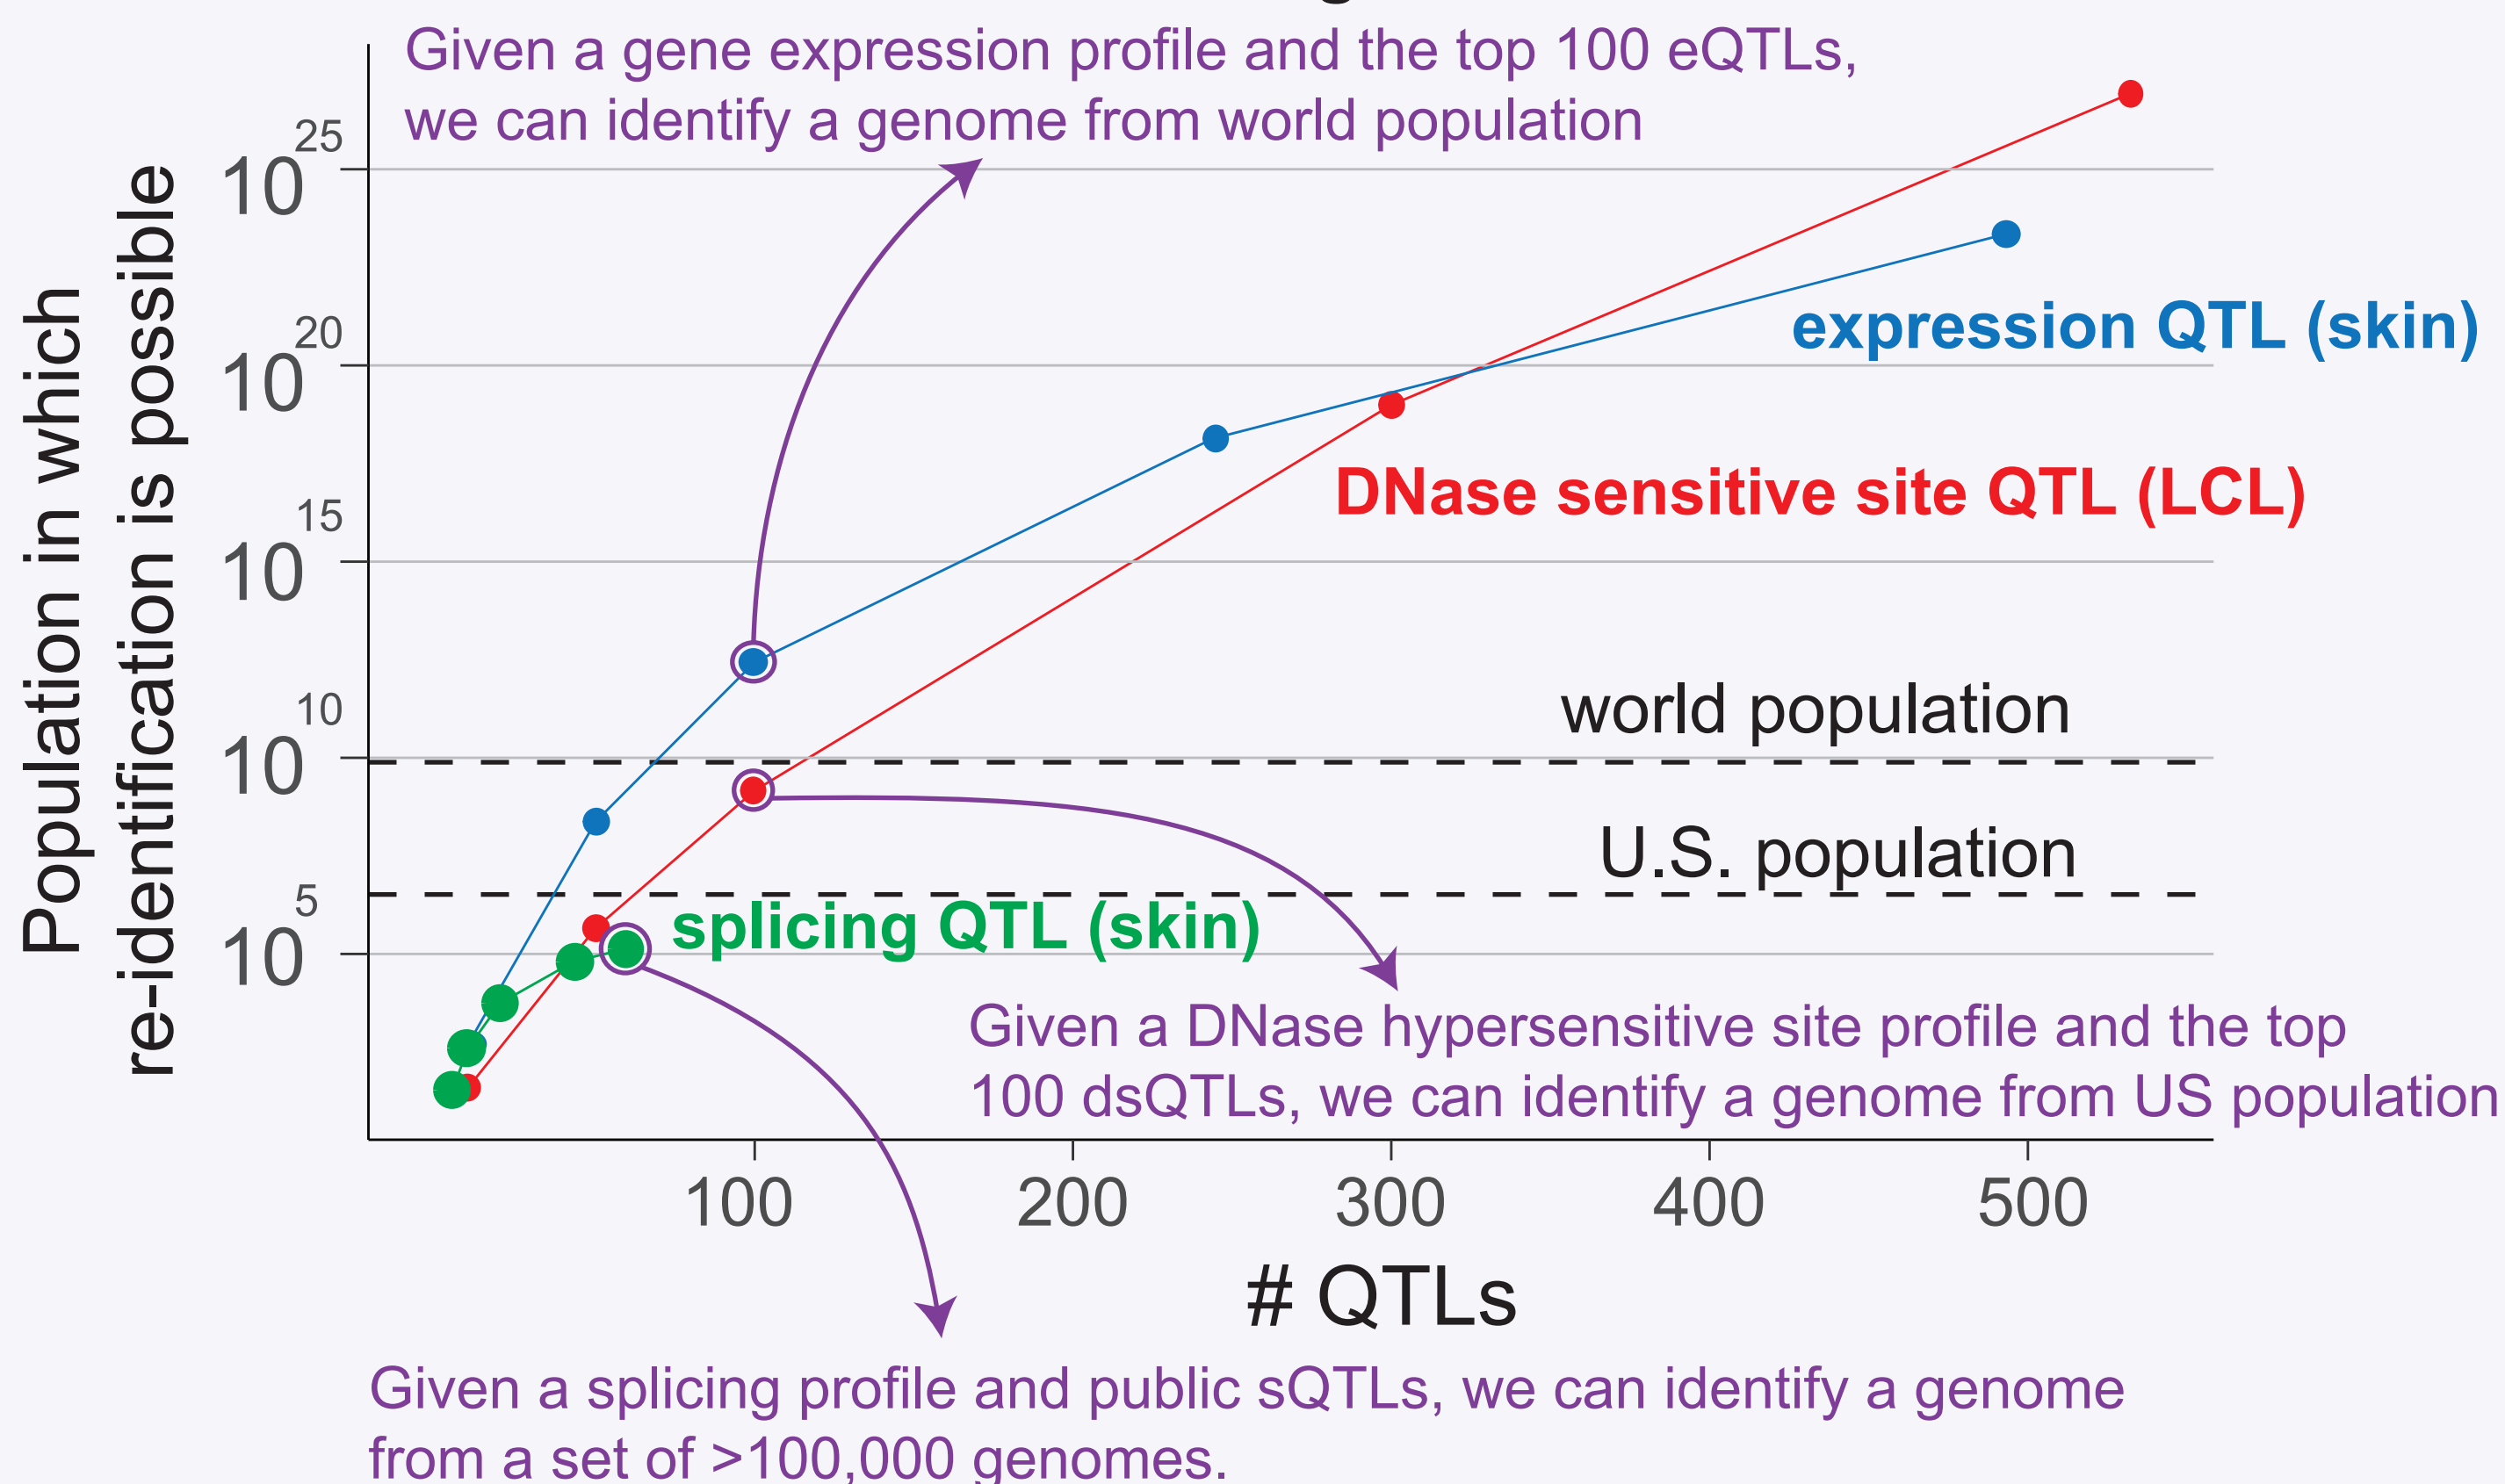 Given a gene expression profile and the top 100 eQTLs,
we can identify a genome from world population
Population in which
re-identification is possible
10^25
10^20
10^15
10^10
10^5
expression QTL (skin)
DNase sensitive site QTL (LCL)
world population
U.S. population
splicing QTL (skin)
Given a DNase hypersensitive site profile and the top
100 dsQTLs, we can identify a genome from US population
100 200 300 400 500
# QTLs
Given a splicing profile and public sQTLs, we can identify a genome
from a set of >100,000 genomes.